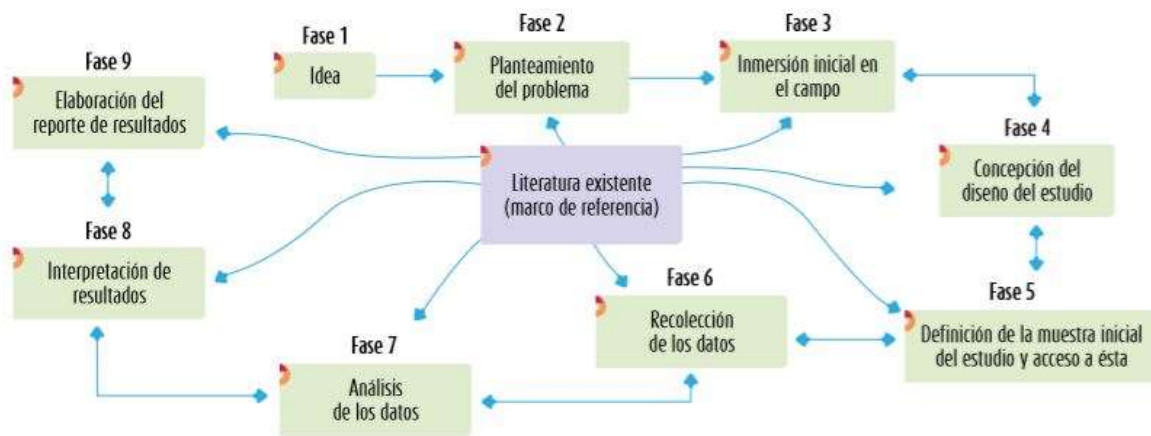 Fase 1
Idea
Fase 2
Planteamiento
del problema
Fase 3
Inmersión inicial en
el campo
Fase 4
Concepción del
diseño del estudio
Fase 5
Definición de la muestra inicial
del estudio y acceso a ésta
Fase 6
Recolección
de los datos
Fase 7
Análisis
de los datos
Fase 8
Interpretación de
resultados
Fase 9
Elaboración del
reporte de resultados
Literatura existente
(marco de referencia)